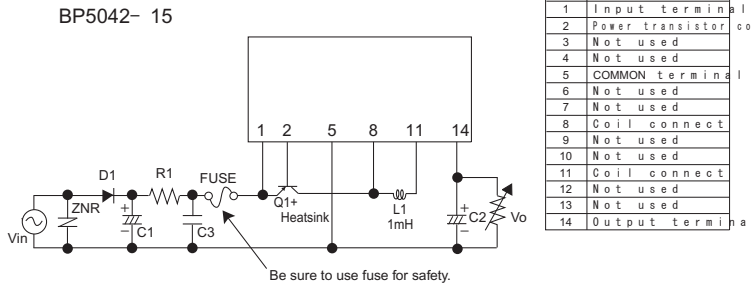 BP5042- 15
1 2 5 8 11 14
D1
R1
FUSE
ZNR
C1
C3
Q1+
Heatsink
L1
1mH
C2
Vo
Vin
Be sure to use fuse for safety.
1 Input terminal
2 Power transistor co
3 Not used
4 Not used
5 COMMON terminal
6 Not used
7 Not used
8 Coil connect
9 Not used
10 Not used
11 Coil connect
12 Not used
13 Not used
14 Output termina